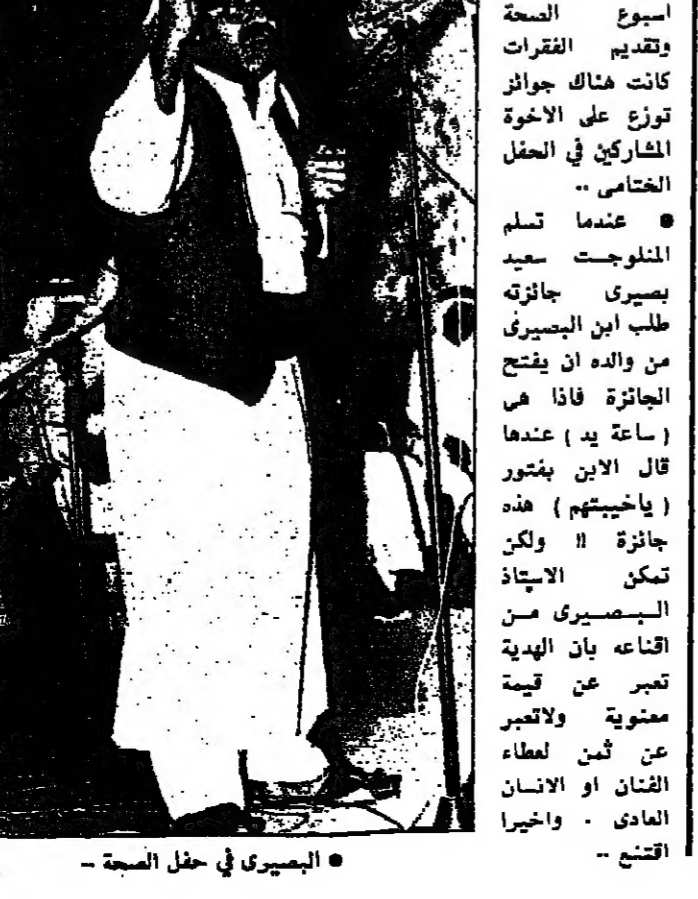 اسبوع الصحة
وتقديم الفقرات
كانت هناك جوائز
توزع على الاخوة
المشاركين في الحفل
الختامى ..
● عندما تسلم
المنلوجست سعيد
بصيرى جائزته
طلب ابن البصيرى
من والده ان يفتح
الجائزة فاذا هى
( ساعة يد ) عندها
قال الابن بفتور
( ياخيبتهم ) هذه
جائزة !! ولكن
تمكن الاستاذ
البصيرى من
اقناعه بان الهدية
تعبر عن قيمة
معنوية ولاتعبر
عن ثمن لعطاء
الفنان او الانسان
العادى . واخيرا
اقتنع ..
● البصيرى في حفل الصحة ..